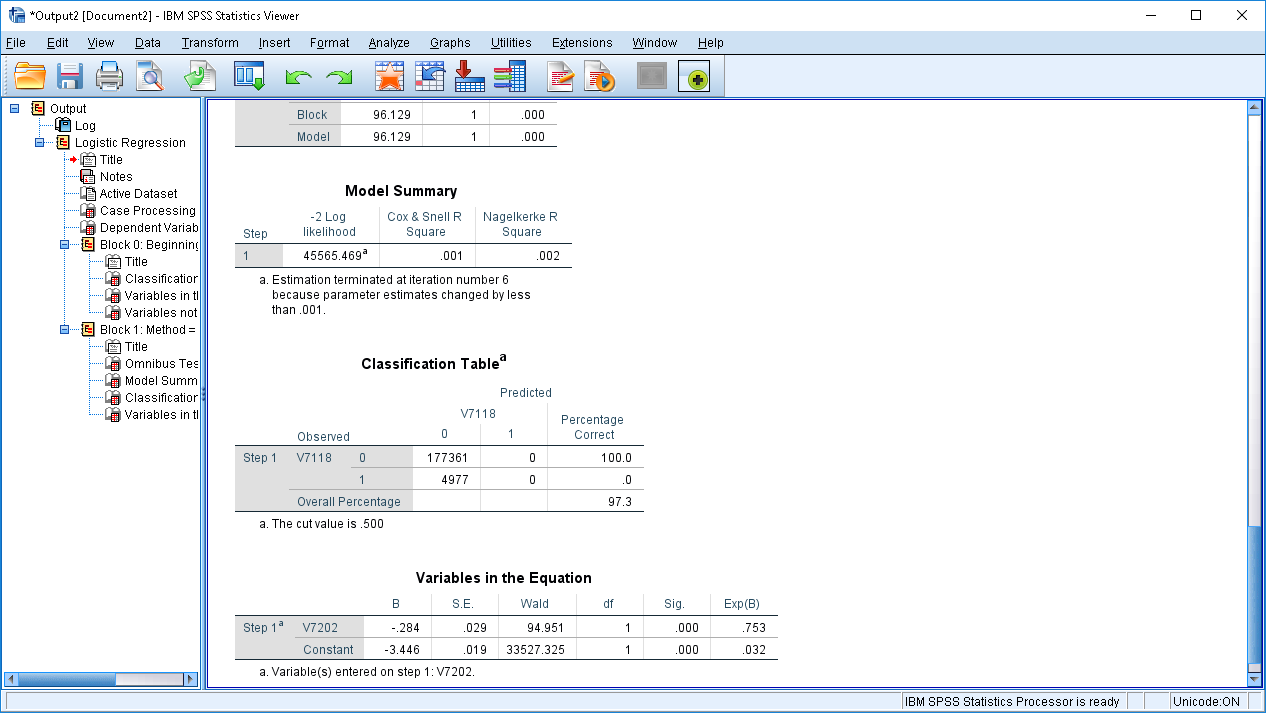 *Output2 [Document2] - IBM SPSS Statistics Viewer
File Edit View Data Transform Insert Format Analyze Graphs Utilities Extensions Window Help
Output
Log
Logistic Regression
Title
Notes
Active Dataset
Case Processing
Dependent Variab
Block 0: Beginning
Title
Classification
Variables in t
Variables not
Block 1: Method =
Title
Omnibus Tes
Model Summ
Classification
Variables in t
Block 96.129 1 .000
Model 96.129 1 .000
Model Summary
Step -2 Log likelihood Cox & Snell R Square Nagelkerke R Square
1 45565.469a .001 .002
a. Estimation terminated at iteration number 6
because parameter estimates changed by less
than .001.
Classification Tablea
Predicted
V7118 Percentage Correct
Observed 0 1
Step 1 V7118 0 177361 0 100.0
1 4977 0 .0
Overall Percentage 97.3
a. The cut value is .500
Variables in the Equation
B S.E. Wald df Sig. Exp(B)
Step 1a V7202 -.284 .029 94.951 1 .000 .753
Constant -3.446 .019 33527.325 1 .000 .032
a. Variable(s) entered on step 1: V7202.
IBM SPSS Statistics Processor is ready Unicode:ON